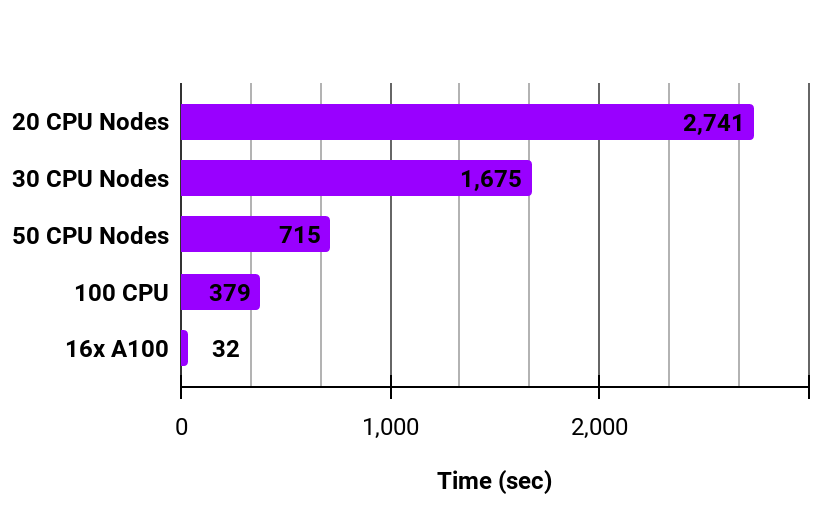 20 CPU Nodes 2,741
30 CPU Nodes 1,675
50 CPU Nodes 715
100 CPU 379
16x A100 32
0 1,000 2,000
Time (sec)